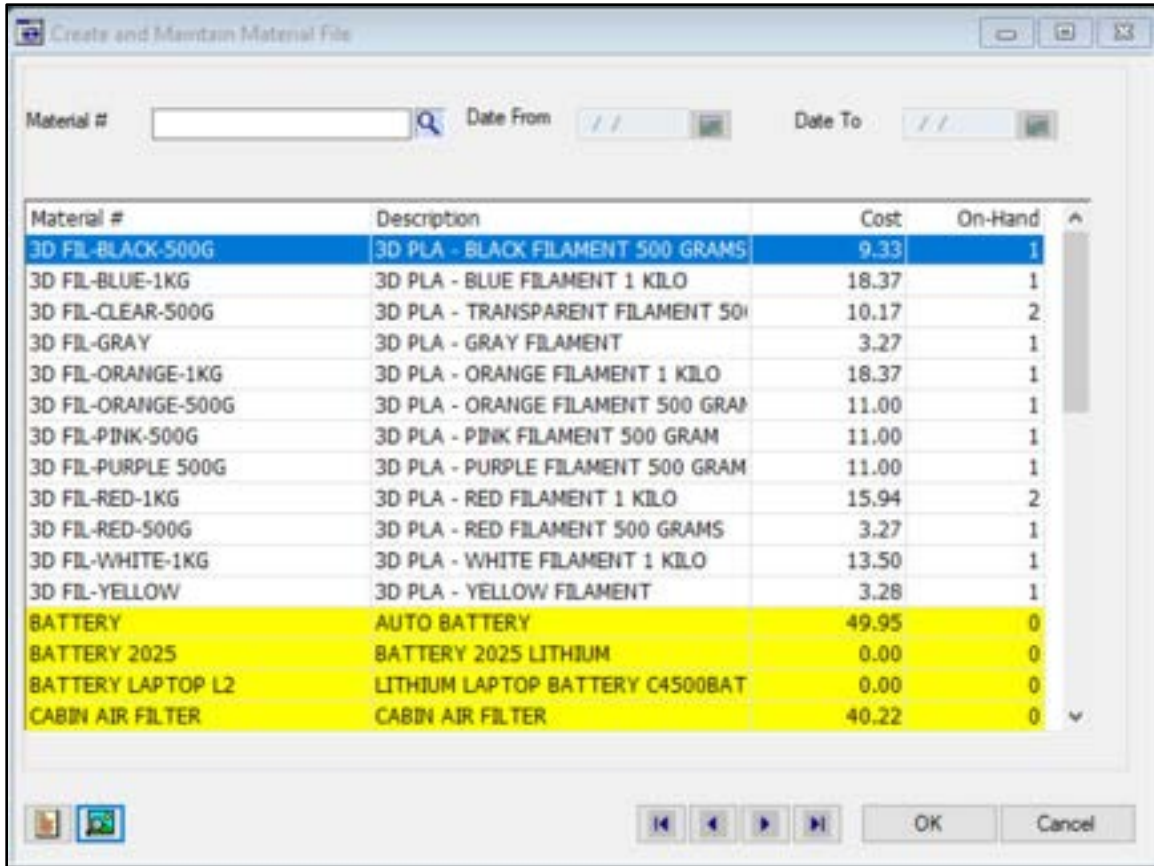 Create and Maintain Material File
Material # Date From / / Date To / /
Material # Description Cost On-Hand
3D FIL-BLACK-500G 3D PLA - BLACK FILAMENT 500 GRAMS 9.33 1
3D FIL-BLUE-1KG 3D PLA - BLUE FILAMENT 1 KILO 18.37 1
3D FIL-CLEAR-500G 3D PLA - TRANSPARENT FILAMENT 50 10.17 2
3D FIL-GRAY 3D PLA - GRAY FILAMENT 3.27 1
3D FIL-ORANGE-1KG 3D PLA - ORANGE FILAMENT 1 KILO 18.37 1
3D FIL-ORANGE-500G 3D PLA - ORANGE FILAMENT 500 GRAM 11.00 1
3D FIL-PINK-500G 3D PLA - PINK FILAMENT 500 GRAM 11.00 1
3D FIL-PURPLE 500G 3D PLA - PURPLE FILAMENT 500 GRAM 11.00 1
3D FIL-RED-1KG 3D PLA - RED FILAMENT 1 KILO 15.94 2
3D FIL-RED-500G 3D PLA - RED FILAMENT 500 GRAMS 3.27 1
3D FIL-WHITE-1KG 3D PLA - WHITE FILAMENT 1 KILO 13.50 1
3D FIL-YELLOW 3D PLA - YELLOW FILAMENT 3.28 1
BATTERY AUTO BATTERY 49.95 0
BATTERY 2025 BATTERY 2025 LITHIUM 0.00 0
BATTERY LAPTOP L2 LITHIUM LAPTOP BATTERY C4500BAT 0.00 0
CABIN AIR FILTER CABIN AIR FILTER 40.22 0
OK Cancel